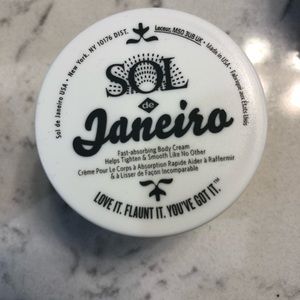 Sol de Janeiro USA • New York, NY 10176 DIST. Leceur, M60 3UB UK • Made in USA • Fabriqué aux États Unis
SOL
de
Janeiro
Fast-absorbing Body Cream
Helps Tighten & Smooth Like No Other
Crème Pour Le Corps à Absorption Rapide Aider à Raffermir
& à Lisser de Façon Incomparable
LOVE IT. FLAUNT IT. YOU'VE GOT IT.™